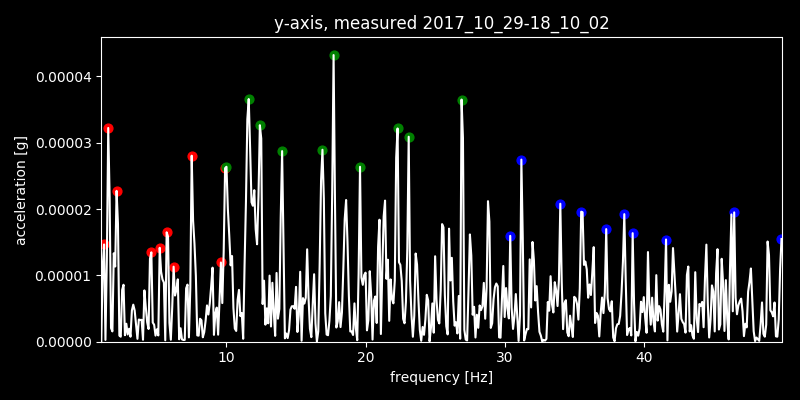 y-axis, measured 2017_10_29-18_10_02
acceleration [g]
0.00004
0.00003
0.00002
0.00001
0.00000
10 20 30 40
frequency [Hz]